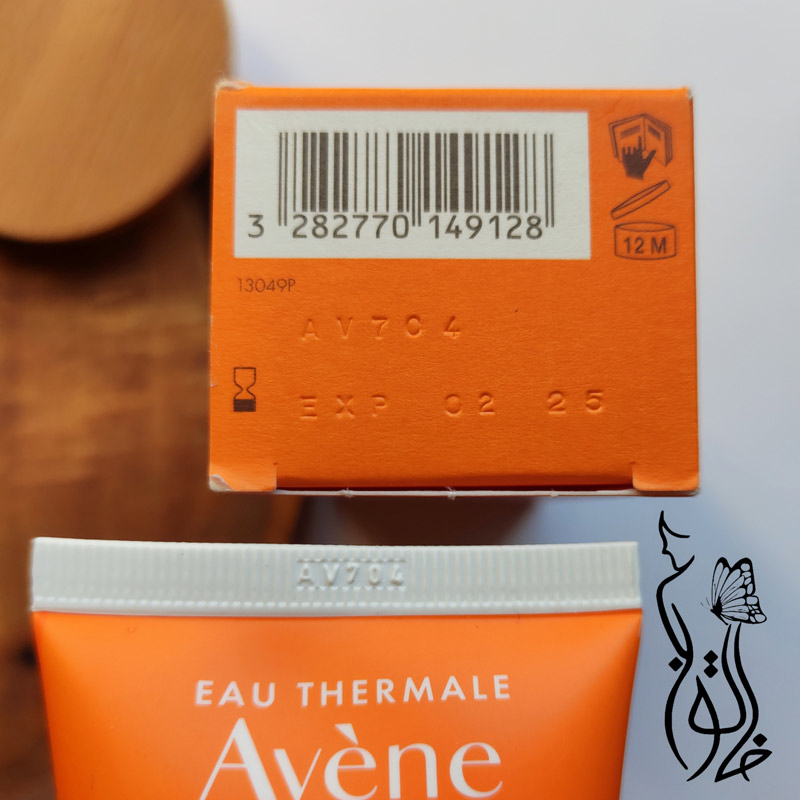 3 282770 149128
12 M
13049P
AV704
EXP 02 25
AV704
EAU THERMALE
Avène